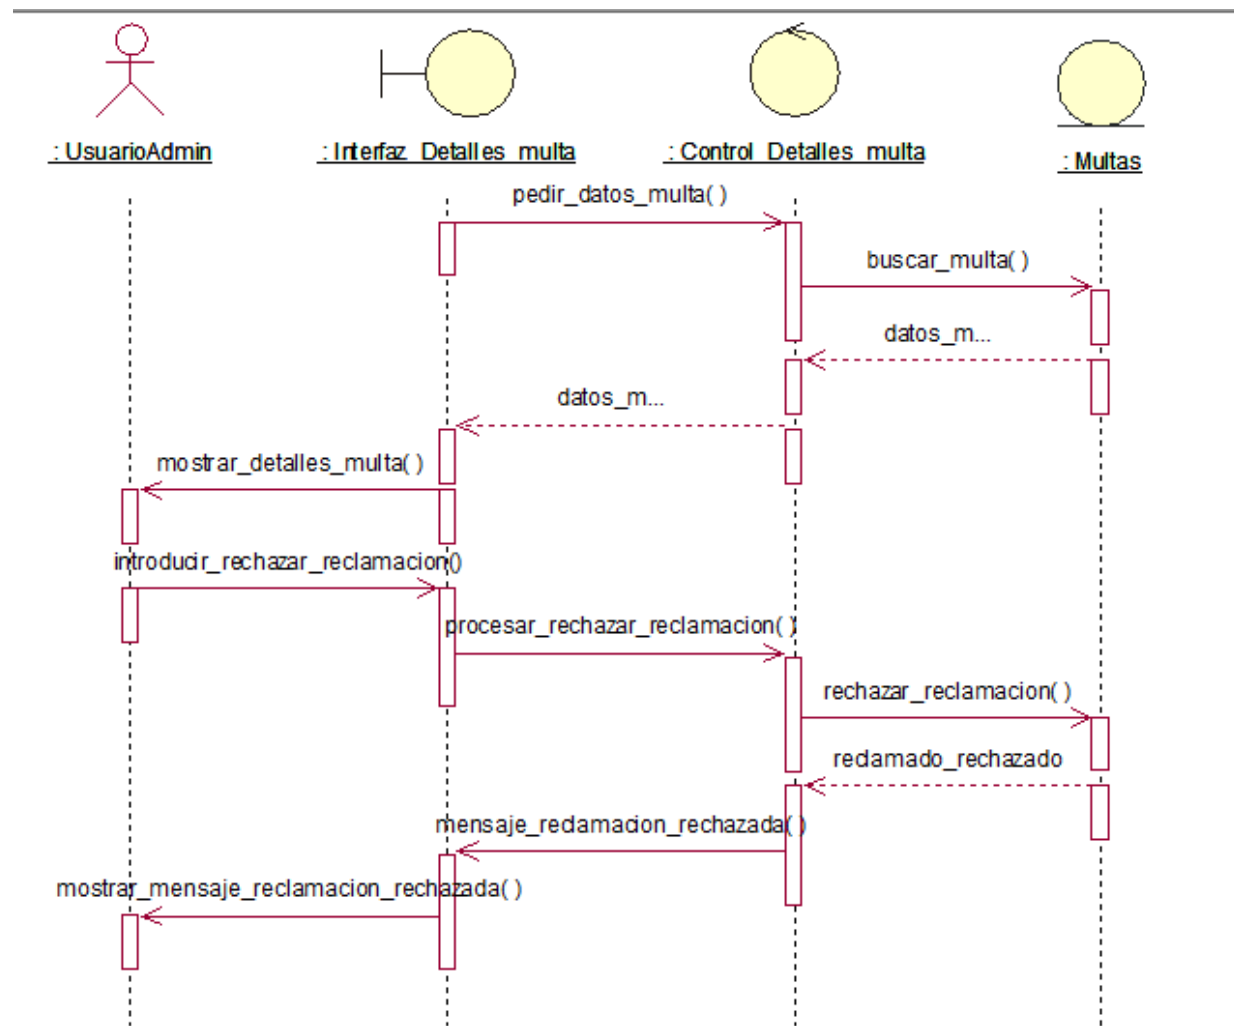 : UsuarioAdmin
: Interfaz_Detalles_multa
: Control_Detalles_multa
: Multas
pedir_datos_multa( )
buscar_multa( )
datos_m...
datos_m...
mostrar_detalles_multa( )
introducir_rechazar_reclamacion()
procesar_rechazar_reclamacion( )
rechazar_reclamacion( )
reclamado_rechazado
mensaje_reclamacion_rechazada( )
mostrar_mensaje_reclamacion_rechazada( )